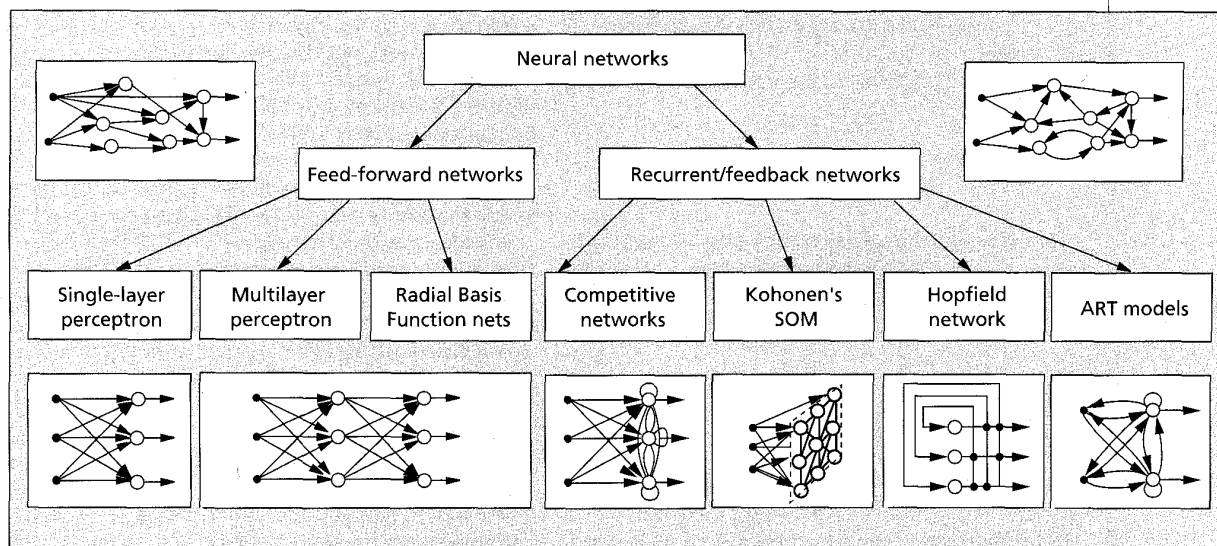 Neural networks
Feed-forward networks
Recurrent/feedback networks
Single-layer
perceptron
Multilayer
perceptron
Radial Basis
Function nets
Competitive
networks
Kohonen's
SOM
Hopfield
network
ART models